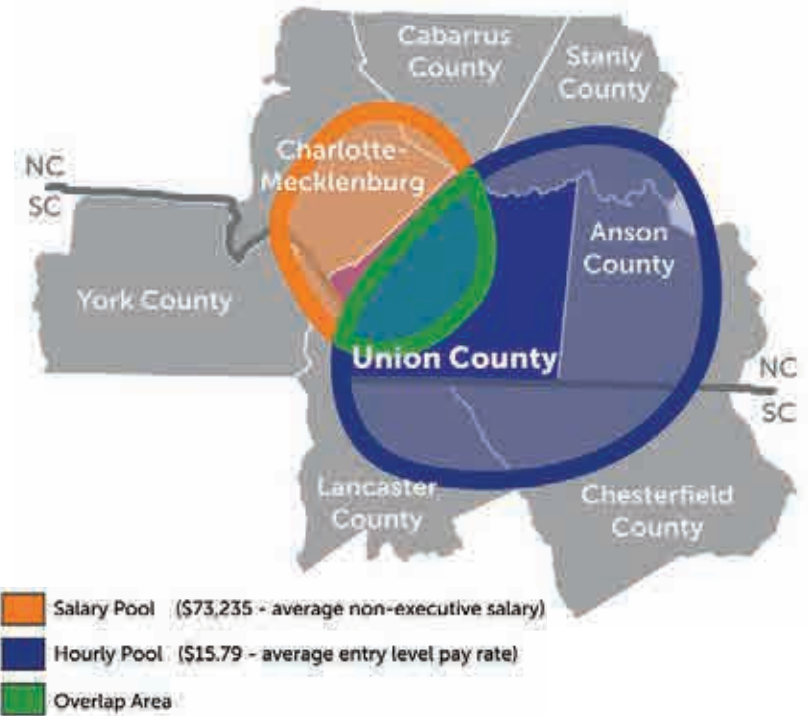 Cabarrus
County
Stanly
County
Charlotte-
Mecklenburg
NC
SC
Anson
County
York County
Union County
NC
SC
Lancaster
County
Chesterfield
County
Salary Pool ($73,235 - average non-executive salary)
Hourly Pool ($15.79 - average entry level pay rate)
Overlap Area